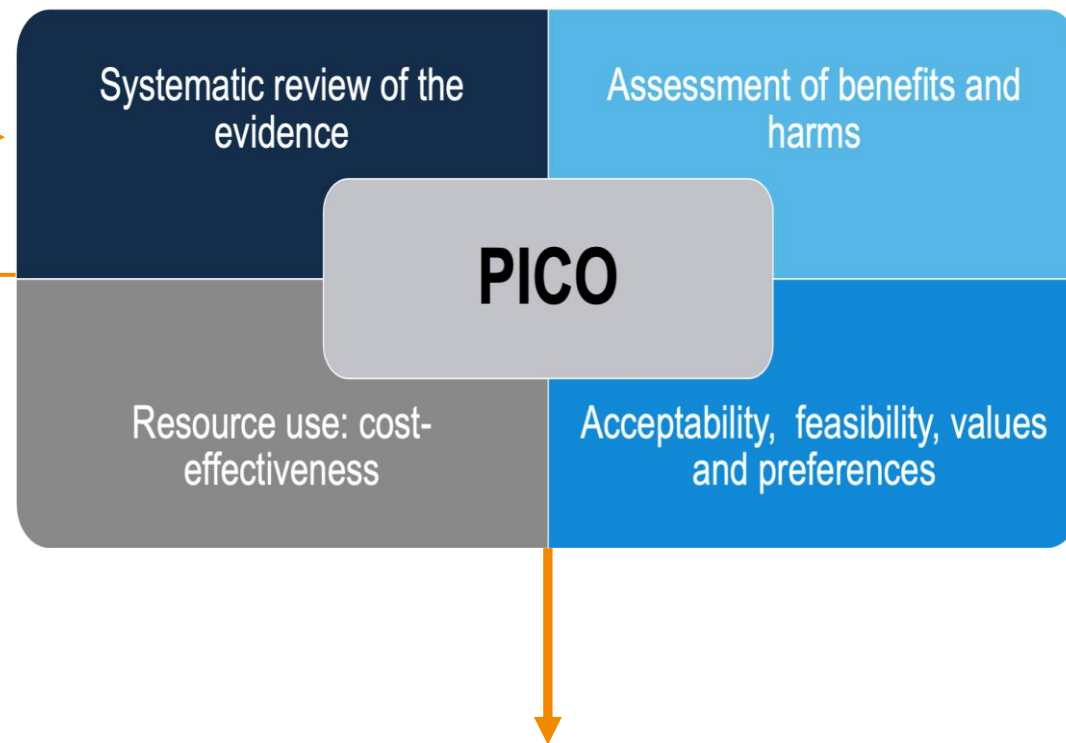 Systematic review of the
evidence
Assessment of benefits and
harms
PICO
Resource use: cost-
effectiveness
Acceptability, feasibility, values
and preferences